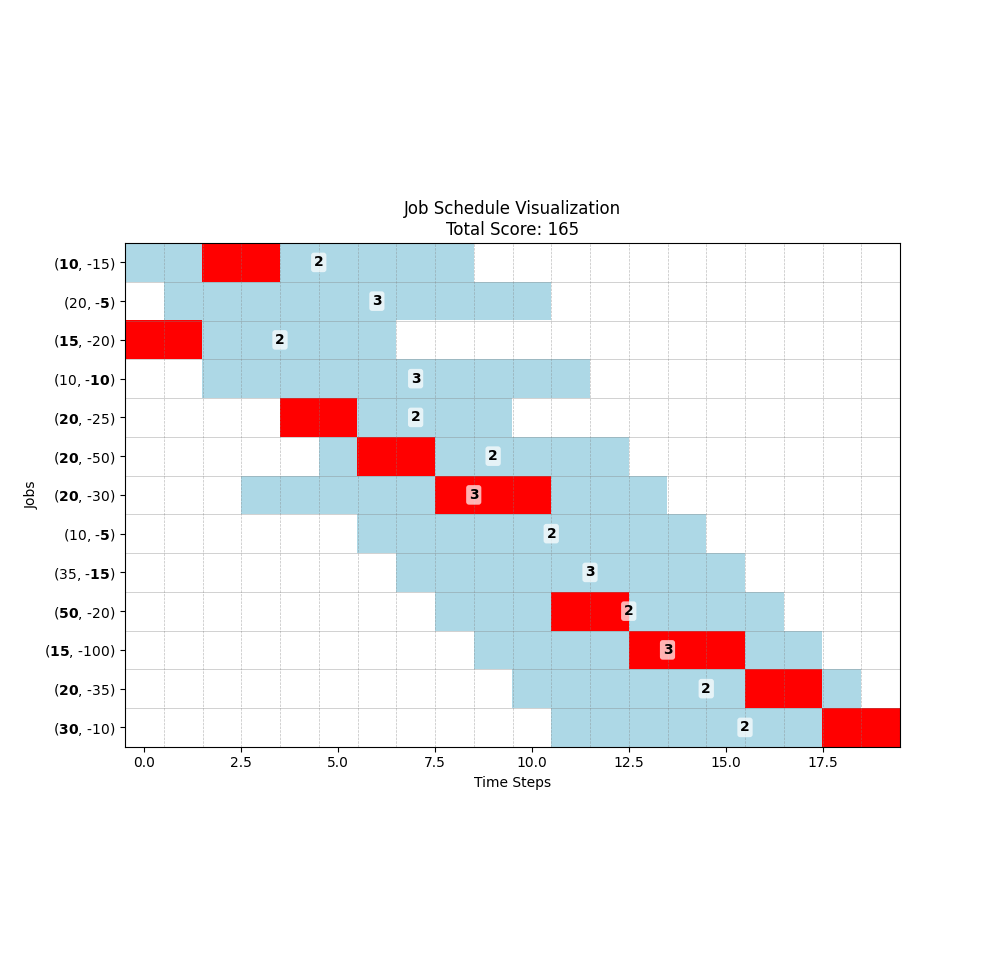 Job Schedule Visualization
Total Score: 165
(10, -15) 2
(20, -5) 3
(15, -20) 2
(10, -10) 3
(20, -25) 2
(20, -50) 2
(20, -30) 3
(10, -5) 2
(35, -15) 3
(50, -20) 2
(15, -100) 3
(20, -35) 2
(30, -10) 2
Jobs
0.0 2.5 5.0 7.5 10.0 12.5 15.0 17.5
Time Steps